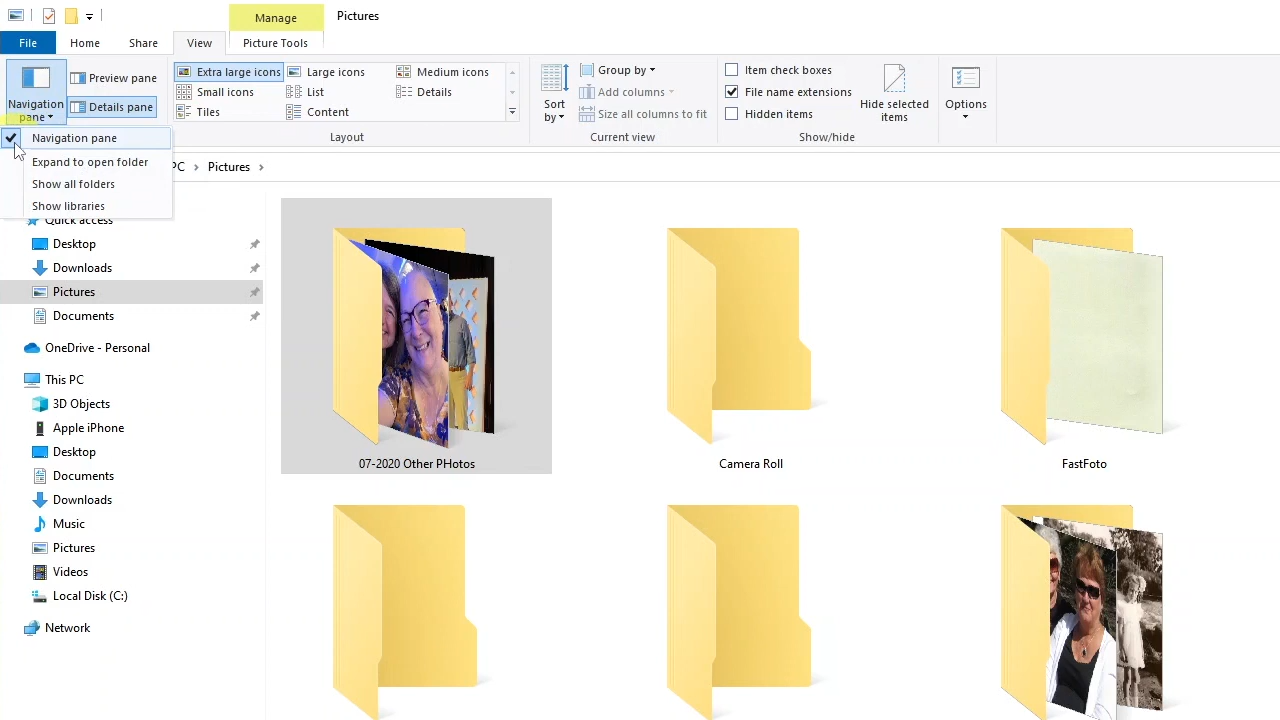 Manage
Pictures
File
Home
Share
View
Picture Tools
Navigation pane
Preview pane
Details pane
Extra large icons
Large icons
Medium icons
Small icons
List
Details
Tiles
Content
Layout
Sort by
Group by
Add columns
Size all columns to fit
Current view
Item check boxes
File name extensions
Hidden items
Hide selected items
Show/hide
Options
Navigation pane
Expand to open folder
Show all folders
Show libraries
PC
Pictures
Quick access
Desktop
Downloads
Pictures
Documents
OneDrive - Personal
This PC
3D Objects
Apple iPhone
Desktop
Documents
Downloads
Music
Pictures
Videos
Local Disk (C:)
Network
07-2020 Other PHotos
Camera Roll
FastFoto